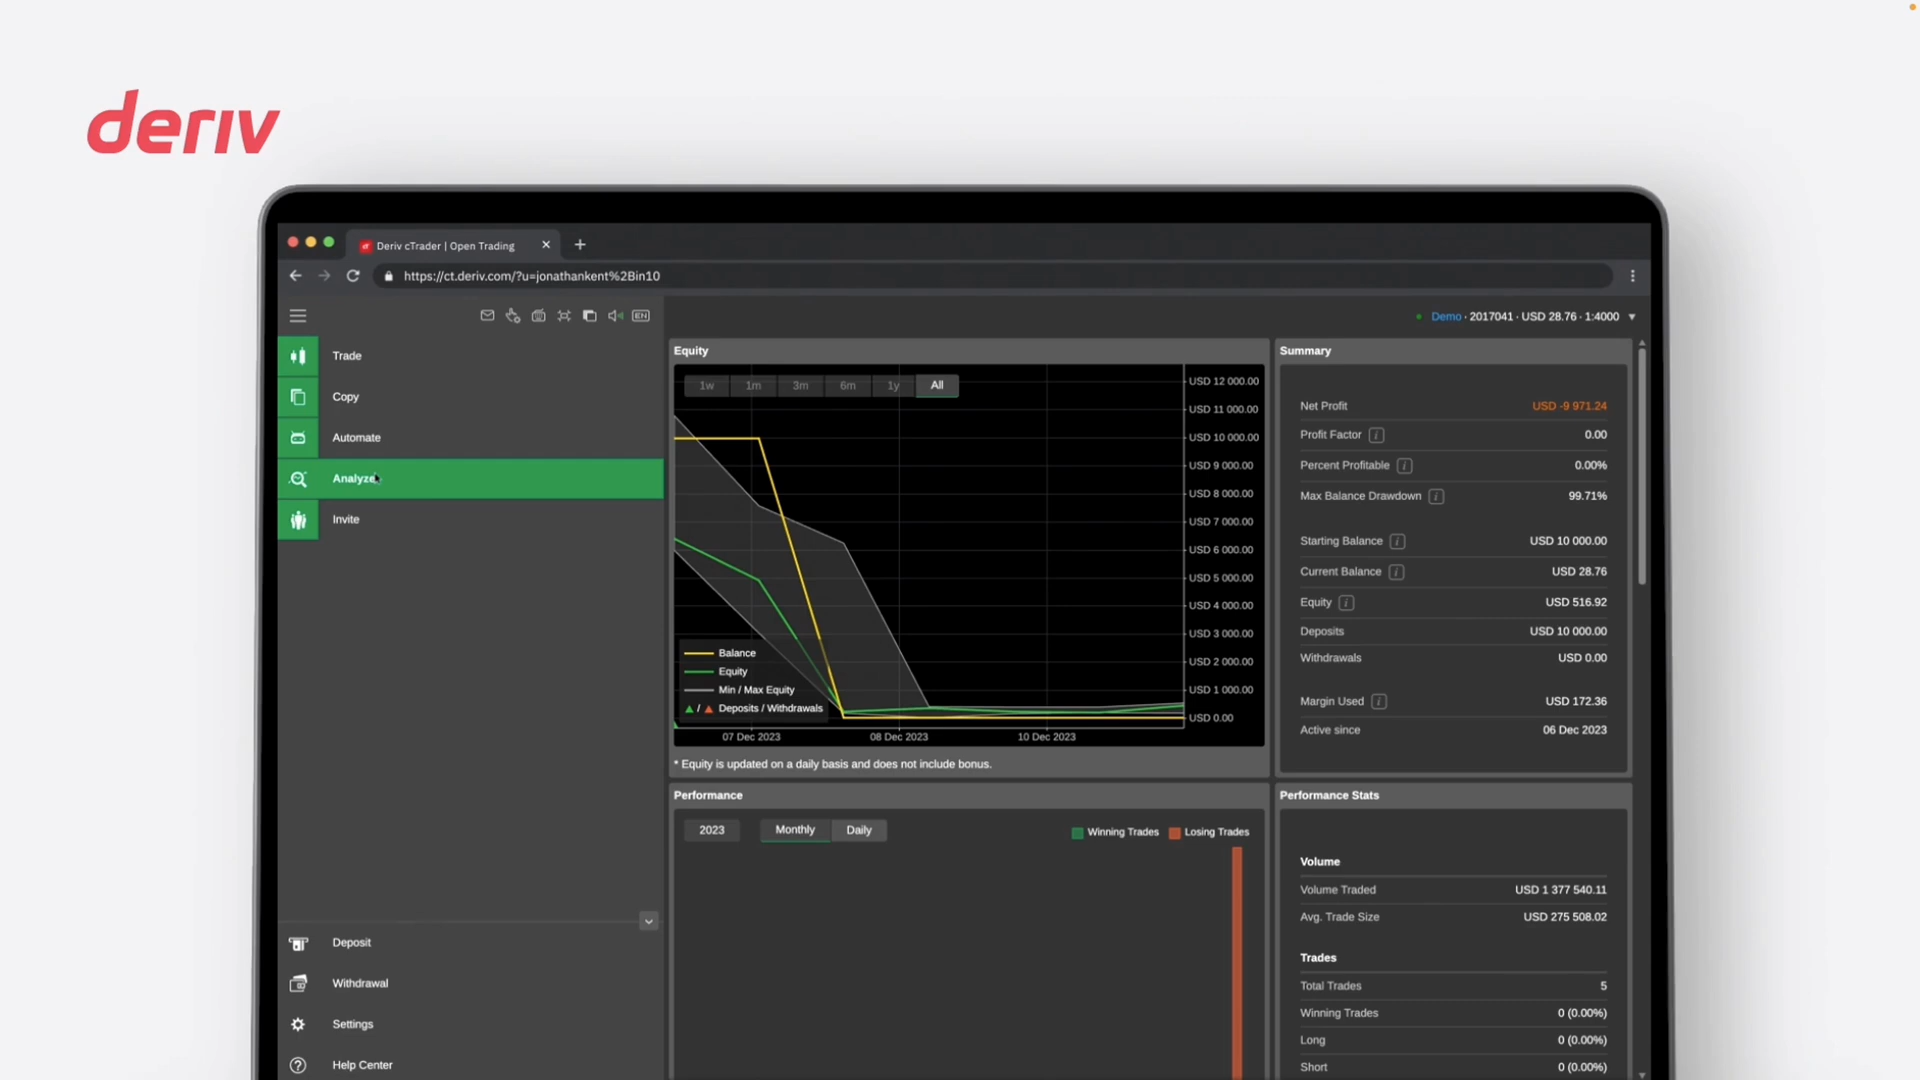 deriv
Deriv cTrader | Open Trading
https://ct.deriv.com/?u=jonathankent%2Bin10
EN
Demo · 2017041 · USD 28.76 · 1:4000
Trade
Copy
Automate
Analyze
Invite
Deposit
Withdrawal
Settings
Help Center
Equity
1w 1m 3m 6m 1y All
USD 12 000.00
USD 11 000.00
USD 10 000.00
USD 9 000.00
USD 8 000.00
USD 7 000.00
USD 6 000.00
USD 5 000.00
USD 4 000.00
USD 3 000.00
USD 2 000.00
USD 1 000.00
USD 0.00
Balance
Equity
Min / Max Equity
/ Deposits / Withdrawals
07 Dec 2023 08 Dec 2023 10 Dec 2023
* Equity is updated on a daily basis and does not include bonus.
Performance
2023 Monthly Daily Winning Trades Losing Trades
Summary
Net Profit USD -9 971.24
Profit Factor i 0.00
Percent Profitable i 0.00%
Max Balance Drawdown i 99.71%
Starting Balance i USD 10 000.00
Current Balance i USD 28.76
Equity i USD 516.92
Deposits USD 10 000.00
Withdrawals USD 0.00
Margin Used i USD 172.36
Active since 06 Dec 2023
Performance Stats
Volume
Volume Traded USD 1 377 540.11
Avg. Trade Size USD 275 508.02
Trades
Total Trades 5
Winning Trades 0 (0.00%)
Long 0 (0.00%)
Short 0 (0.00%)